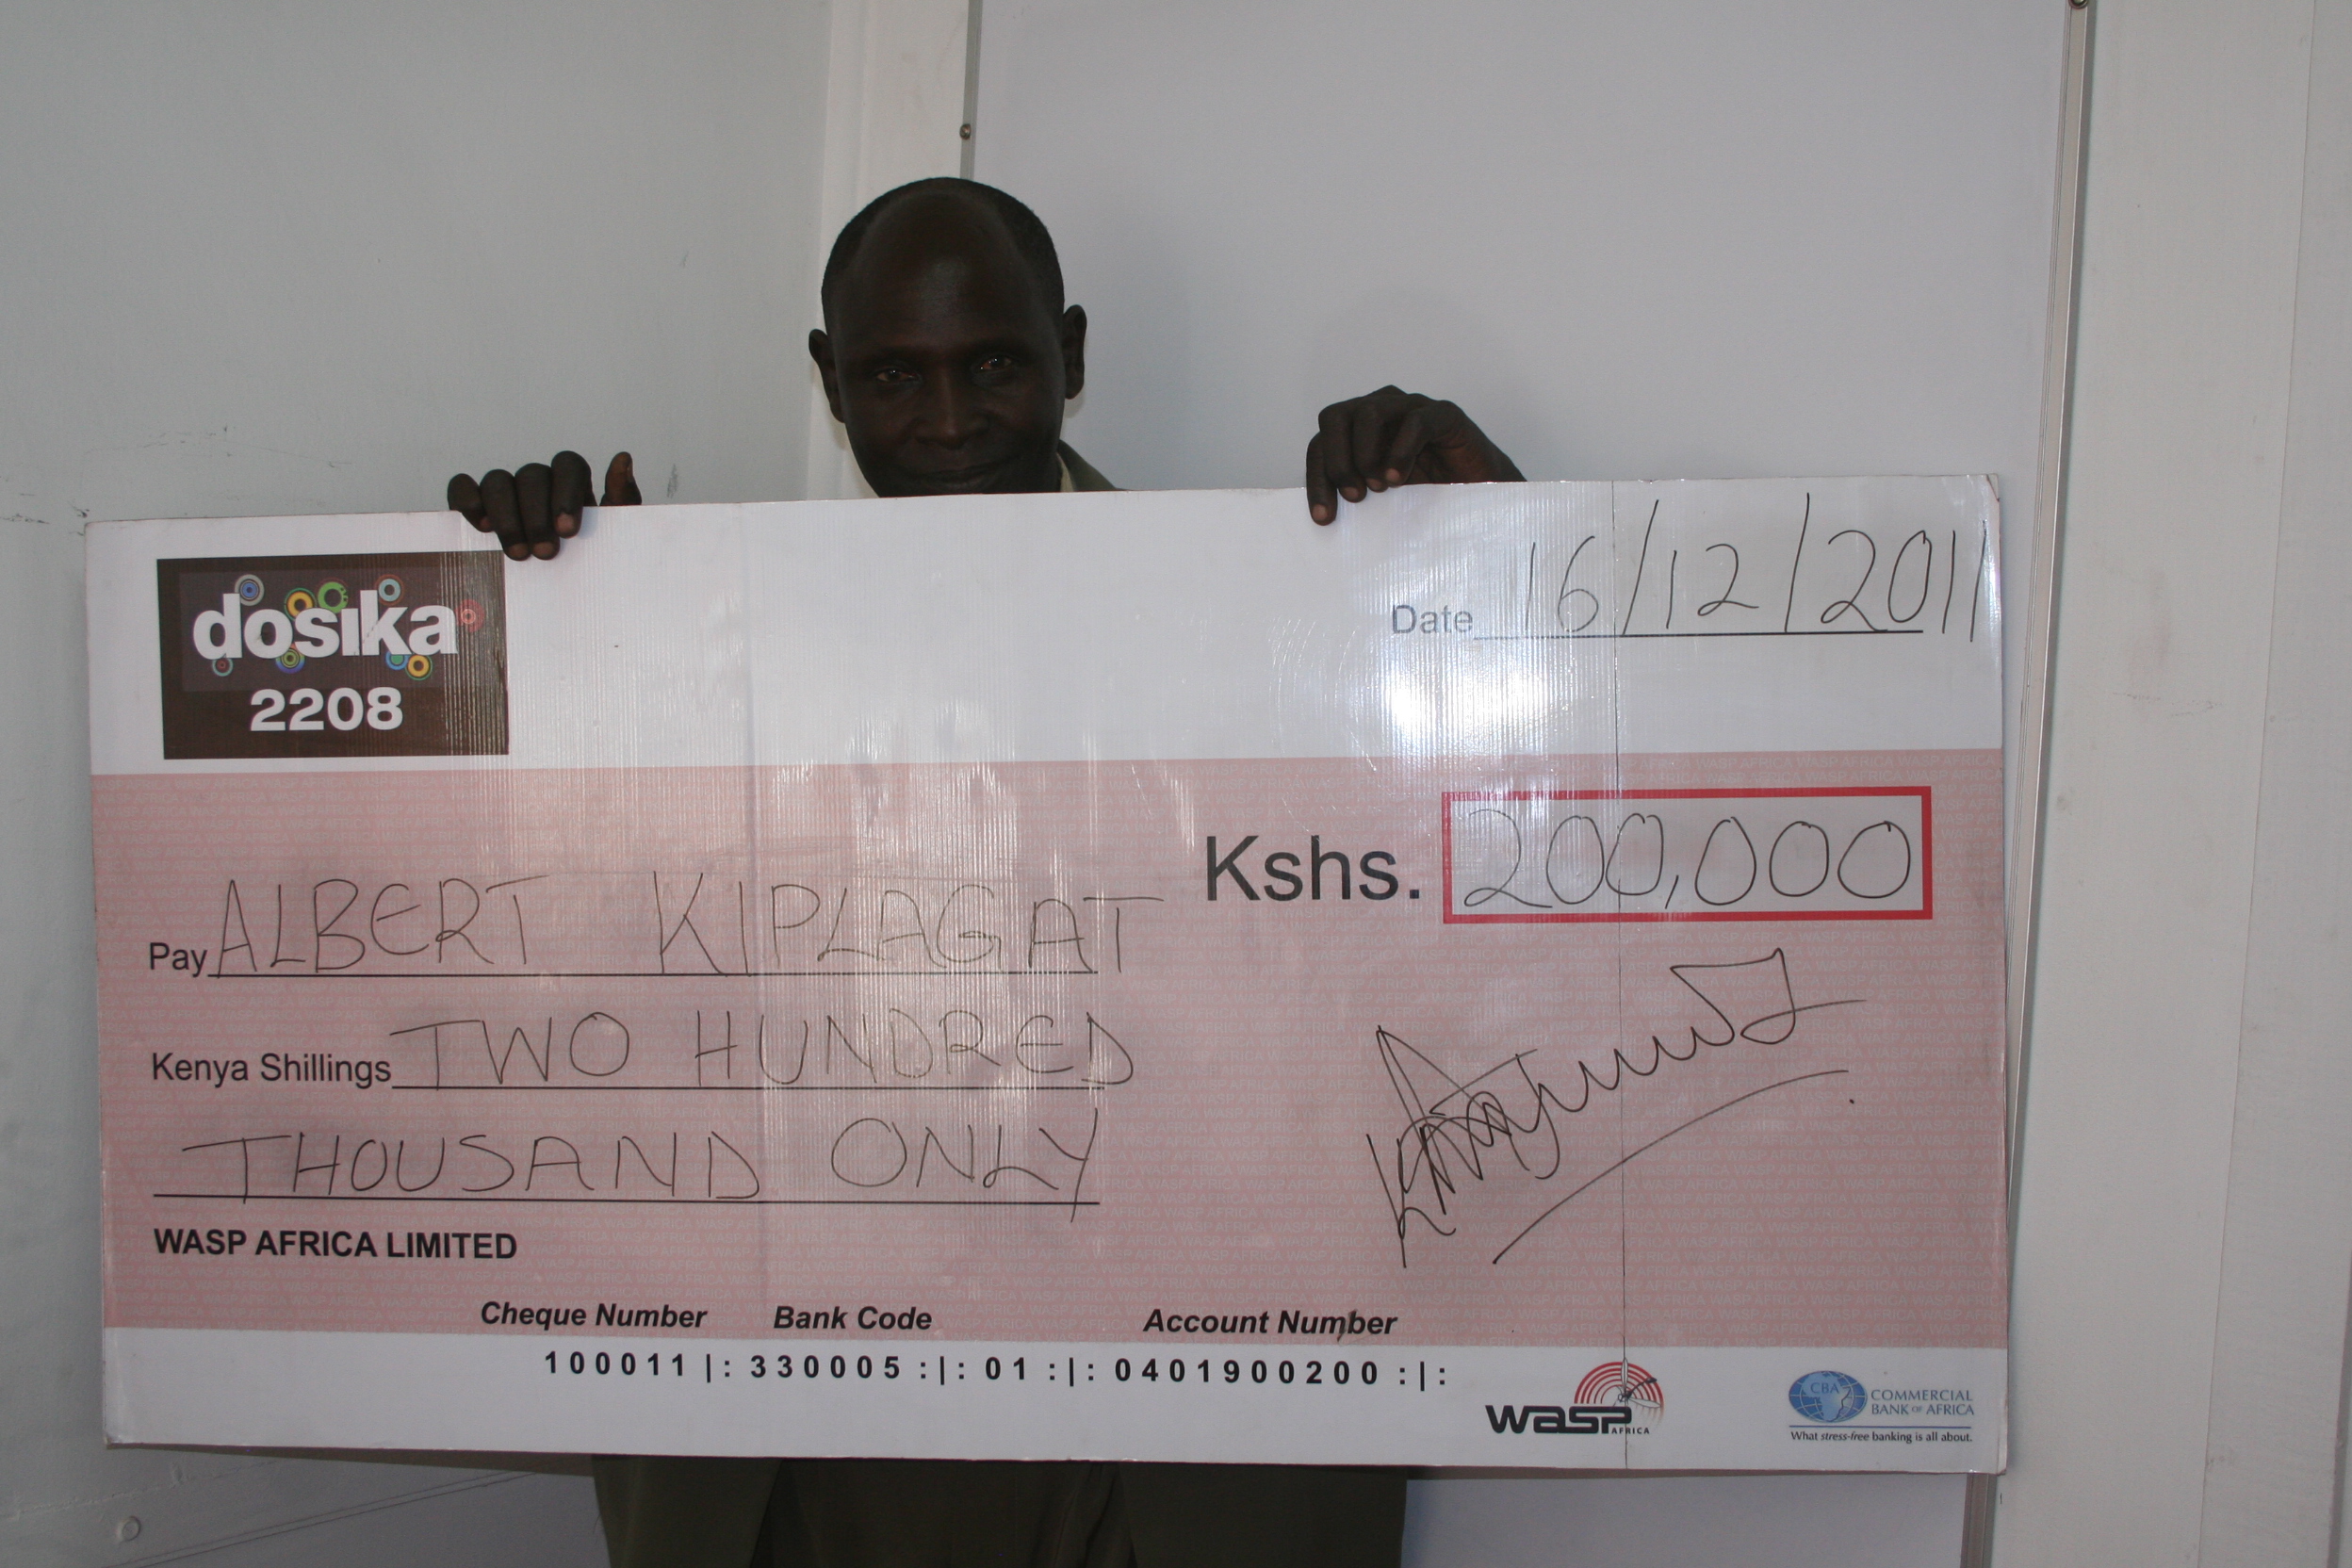 dosika
2208
Date 16/12/2011
Kshs. 200,000
Pay ALBERT KIPLAGAT
Kenya Shillings TWO HUNDRED
THOUSAND ONLY
WASP AFRICA LIMITED
Cheque Number Bank Code Account Number
100011 |: 330005 :|: 01 :|: 0401900200 :|:
wasp
AFRICA
CBA
COMMERCIAL
BANK OF AFRICA
What stress-free banking is all about.